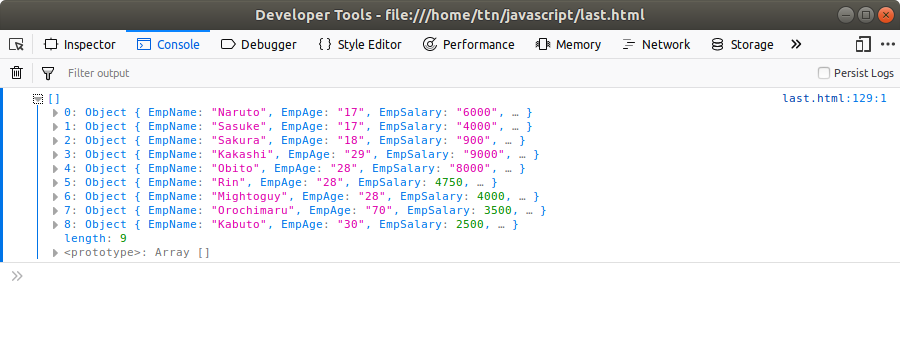 Developer Tools - file:///home/ttn/javascript/last.html
Inspector Console Debugger {} Style Editor Performance Memory Network Storage »
Filter output Persist Logs
[] last.html:129:1
0: Object { EmpName: "Naruto", EmpAge: "17", EmpSalary: "6000", … }
1: Object { EmpName: "Sasuke", EmpAge: "17", EmpSalary: "4000", … }
2: Object { EmpName: "Sakura", EmpAge: "18", EmpSalary: "900", … }
3: Object { EmpName: "Kakashi", EmpAge: "29", EmpSalary: "9000", … }
4: Object { EmpName: "Obito", EmpAge: "28", EmpSalary: "8000", … }
5: Object { EmpName: "Rin", EmpAge: "28", EmpSalary: 4750, … }
6: Object { EmpName: "Mightoguy", EmpAge: "28", EmpSalary: 4000, … }
7: Object { EmpName: "Orochimaru", EmpAge: "70", EmpSalary: 3500, … }
8: Object { EmpName: "Kabuto", EmpAge: "30", EmpSalary: 2500, … }
length: 9
<prototype>: Array []
»